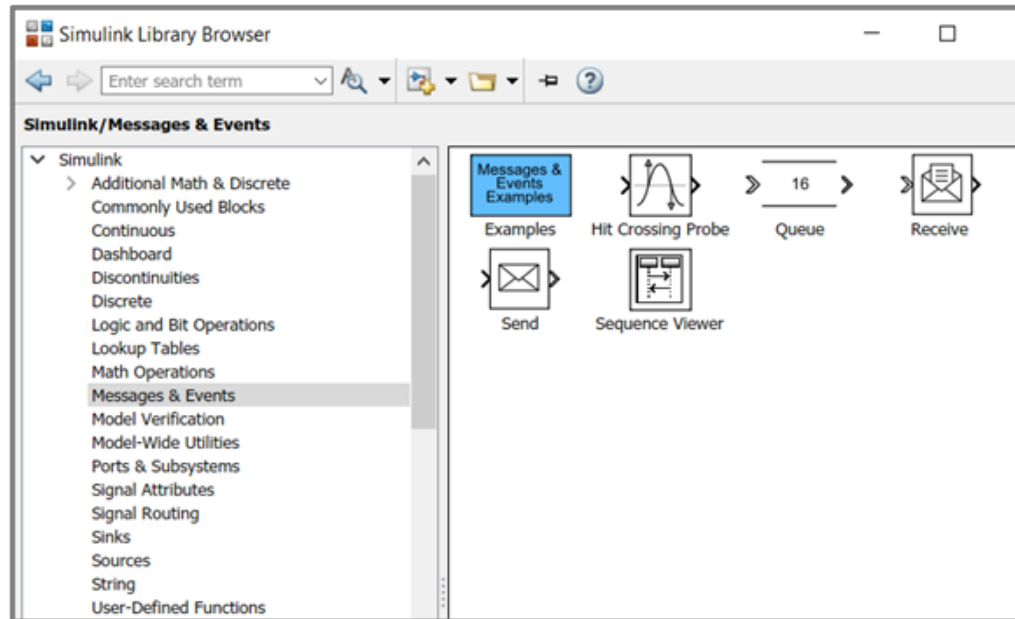 Simulink Library Browser
Enter search term
Simulink/Messages & Events
Simulink
Additional Math & Discrete
Commonly Used Blocks
Continuous
Dashboard
Discontinuities
Discrete
Logic and Bit Operations
Lookup Tables
Math Operations
Messages & Events
Model Verification
Model-Wide Utilities
Ports & Subsystems
Signal Attributes
Signal Routing
Sinks
Sources
String
User-Defined Functions
Messages &
Events
Examples
16
Examples
Hit Crossing Probe
Queue
Receive
Send
Sequence Viewer